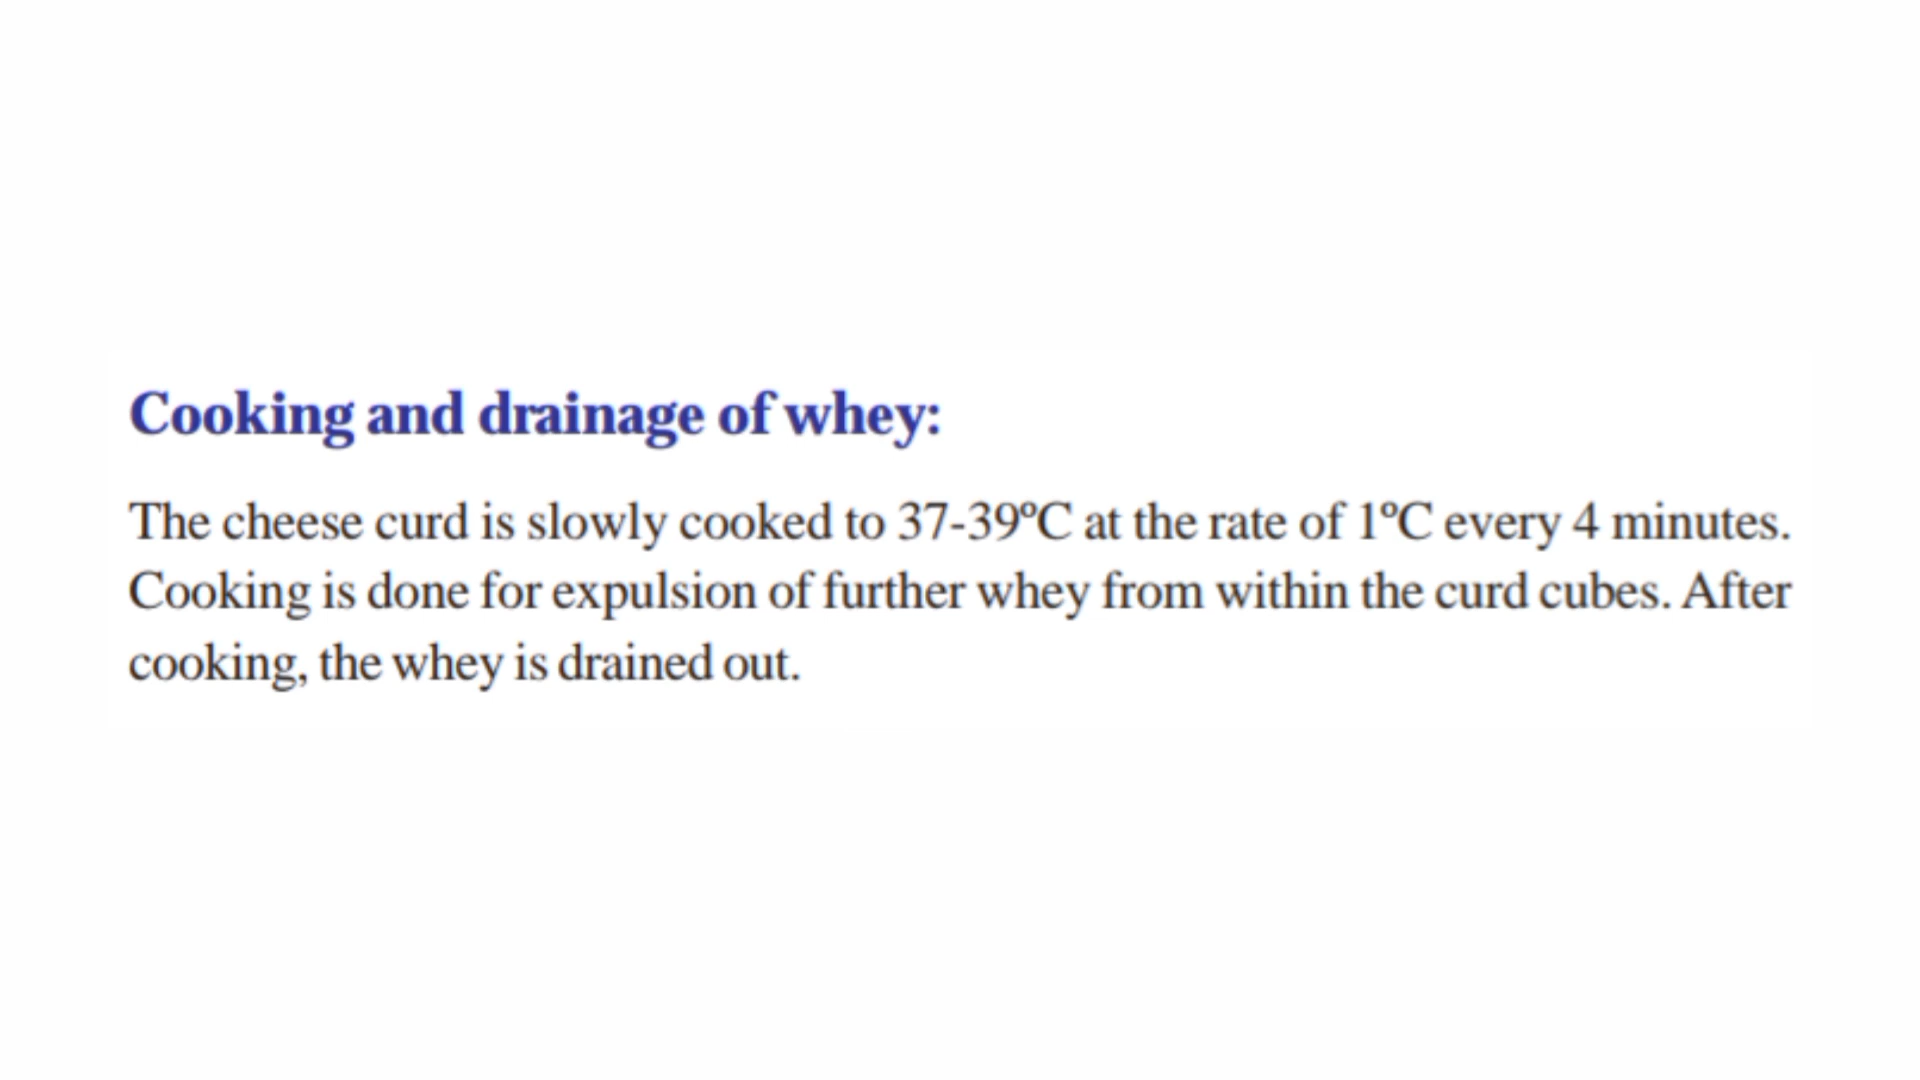 Cooking and drainage of whey:
The cheese curd is slowly cooked to 37-39ºC at the rate of 1ºC every 4 minutes.
Cooking is done for expulsion of further whey from within the curd cubes. After
cooking, the whey is drained out.